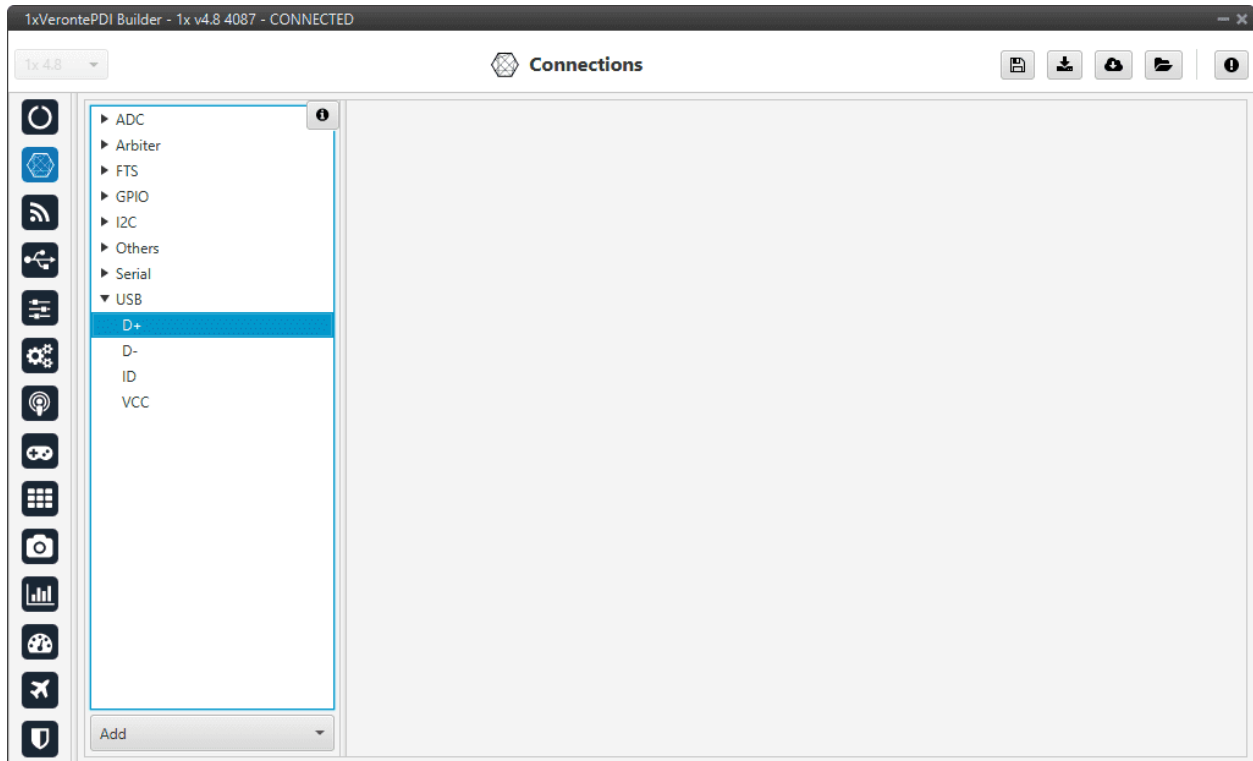 1xVerontePDI Builder - 1x v4.8 4087 - CONNECTED
1x 4.8
Connections
ADC
Arbiter
FTS
GPIO
I2C
Others
Serial
USB
D+
D-
ID
VCC
Add